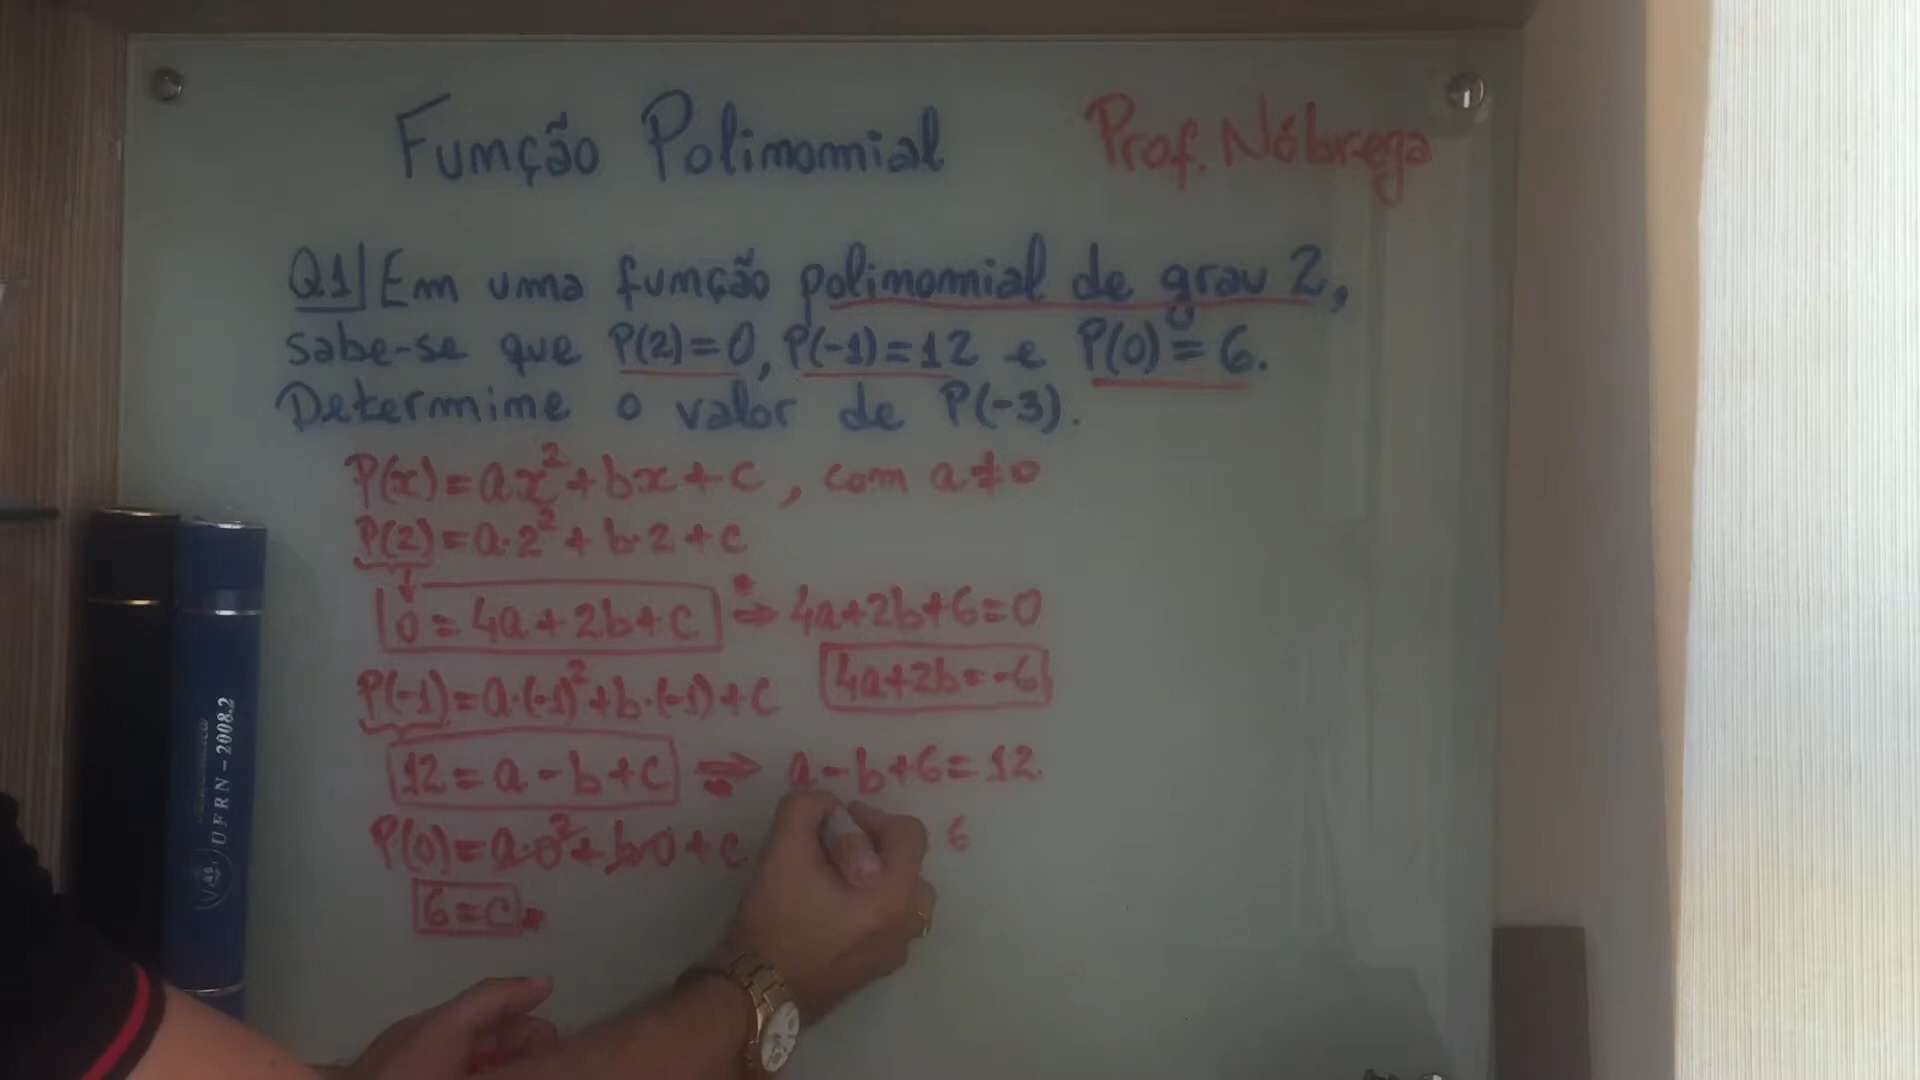 Função Polinomial Prof. Nóbrega
Q1| Em uma função polinomial de grau 2,
sabe-se que P(2)=0, P(-1)=12 e P(0)=6.
Determine o valor de P(-3).
P(x)=ax²+bx+c, com a≠0
P(2)=a·2²+b·2+c
0=4a+2b+c ⇒ 4a+2b+6=0
4a+2b=-6
P(-1)=a·(-1)²+b·(-1)+c
12=a-b+c ⇒ a-b+6=12
6
P(0)=a·0²+b·0+c
6=c
UFRN - 2008.2